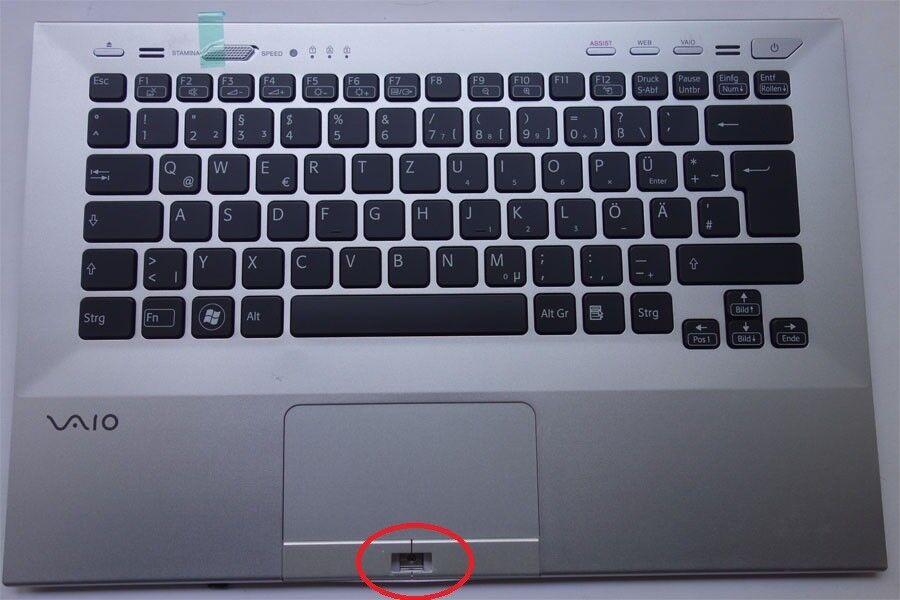 STAMINA SPEED 1 A ASSIST WEB VAIO
Esc F1 F2 F3 F4 F5 F6 F7 F8 F9 F10 F11 F12 Druck S-Abf Pause Untbr Einfg Num↓ Entf Rollen↓
° ^ ! 1 " 2 ² § 3 ³ $ 4 % 5 & 6 / 7 7 { ( 8 8 [ ) 9 9 ] = 0 ÷ } ? ß \ ` ´ ←
Q @ W E € R T Z U 4 I 5 O 6 P × Ü Enter * + ~
A S D F G H J 1 K 2 L 3 Ö − Ä ' #
> < | Y X C V B N M 0 µ ; , : . _ - +
Strg Fn Alt Alt Gr Strg ← Pos1 ↑ Bild↑ ↓ Bild↓ → Ende
VAIO